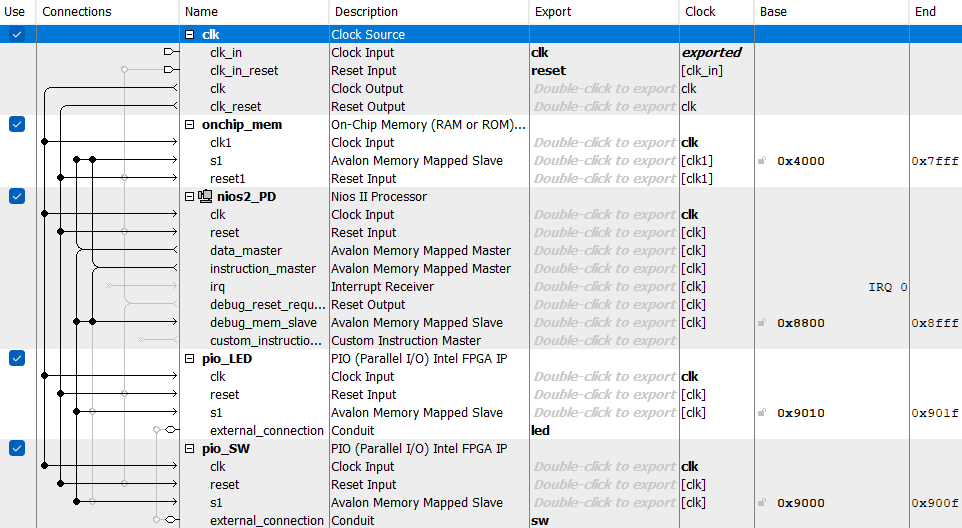 Use Connections Name Description Export Clock Base End
clk Clock Source
clk_in Clock Input clk exported
clk_in_reset Reset Input reset [clk_in]
clk Clock Output Double-click to export clk
clk_reset Reset Output Double-click to export clk
onchip_mem On-Chip Memory (RAM or ROM)...
clk1 Clock Input Double-click to export clk
s1 Avalon Memory Mapped Slave Double-click to export [clk1] 0x4000 0x7fff
reset1 Reset Input Double-click to export [clk1]
nios2_PD Nios II Processor
clk Clock Input Double-click to export clk
reset Reset Input Double-click to export [clk]
data_master Avalon Memory Mapped Master Double-click to export [clk]
instruction_master Avalon Memory Mapped Master Double-click to export [clk]
irq Interrupt Receiver Double-click to export [clk] IRQ 0
debug_reset_requ... Reset Output Double-click to export [clk]
debug_mem_slave Avalon Memory Mapped Slave Double-click to export [clk] 0x8800 0x8fff
custom_instructio... Custom Instruction Master Double-click to export
pio_LED PIO (Parallel I/O) Intel FPGA IP
clk Clock Input Double-click to export clk
reset Reset Input Double-click to export [clk]
s1 Avalon Memory Mapped Slave Double-click to export [clk] 0x9010 0x901f
external_connection Conduit led
pio_SW PIO (Parallel I/O) Intel FPGA IP
clk Clock Input Double-click to export clk
reset Reset Input Double-click to export [clk]
s1 Avalon Memory Mapped Slave Double-click to export [clk] 0x9000 0x900f
external_connection Conduit sw